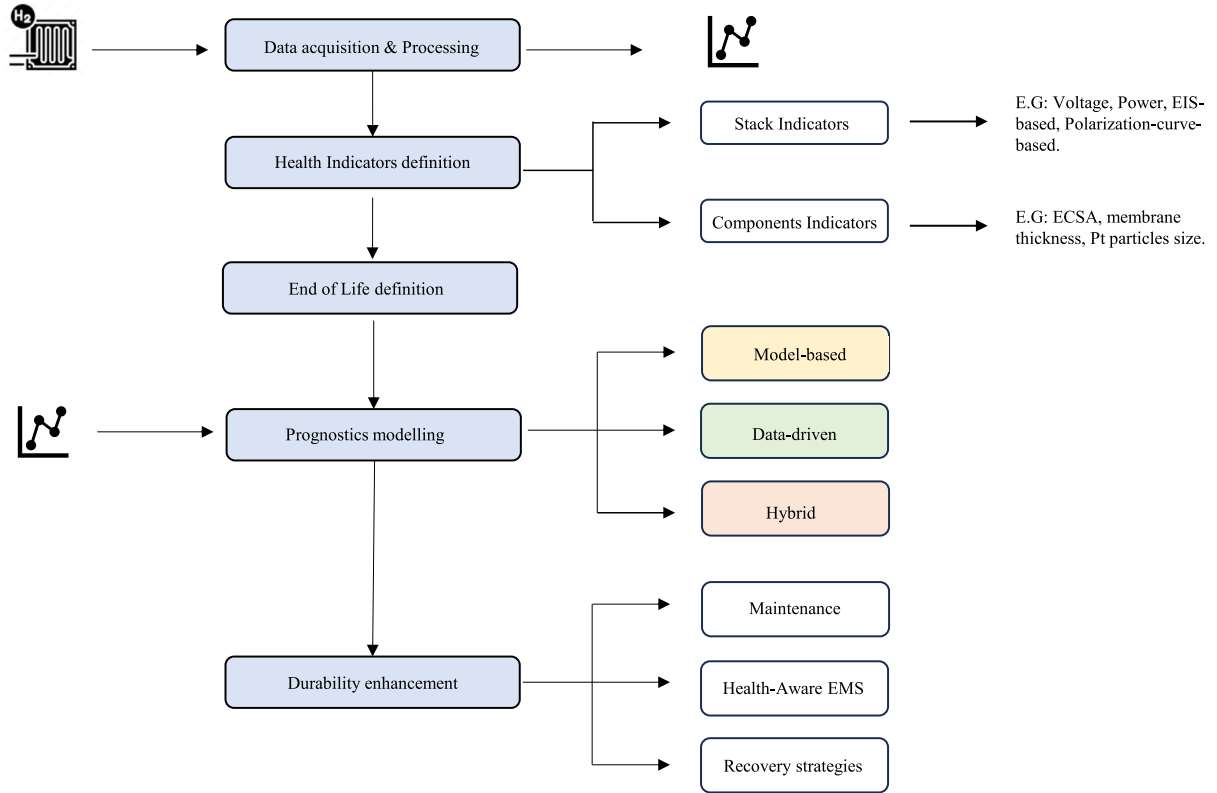 H2
Data acquisition & Processing
Health Indicators definition
Stack Indicators
E.G: Voltage, Power, EIS-
based, Polarization-curve-
based.
Components Indicators
E.G: ECSA, membrane
thickness, Pt particles size.
End of Life definition
Prognostics modelling
Model-based
Data-driven
Hybrid
Durability enhancement
Maintenance
Health-Aware EMS
Recovery strategies